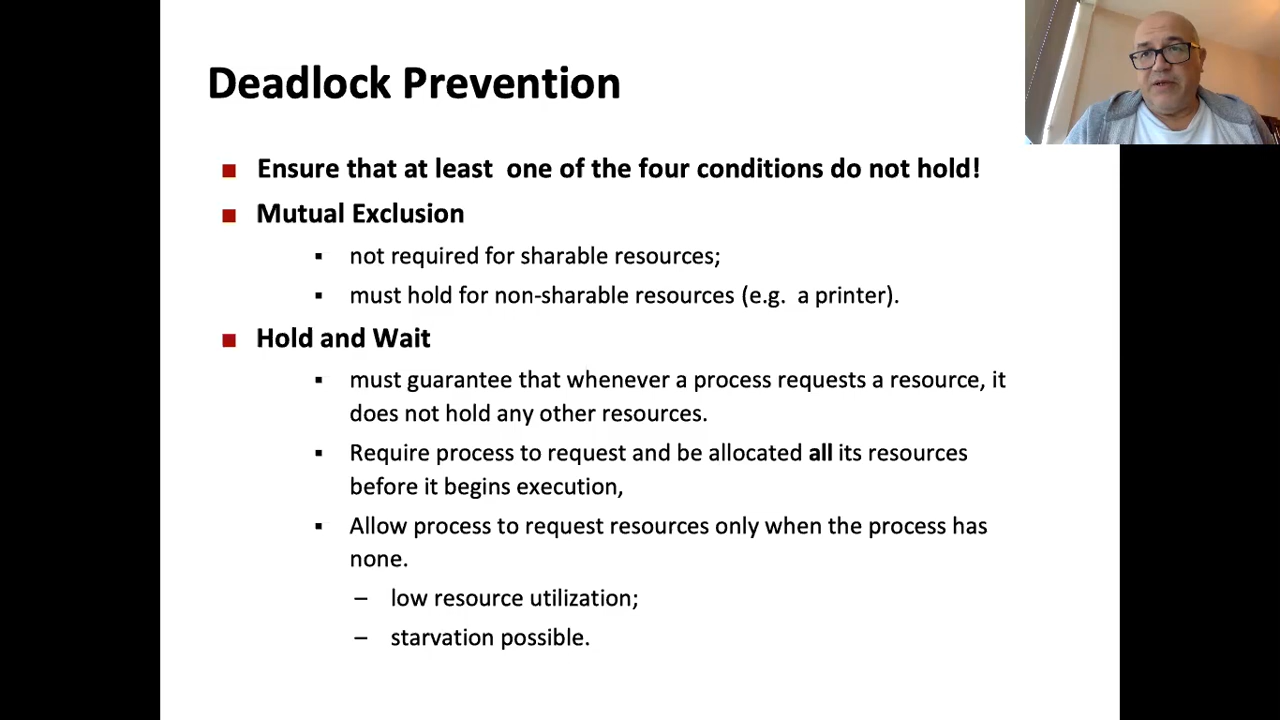 Deadlock Prevention
■ Ensure that at least one of the four conditions do not hold!
■ Mutual Exclusion
▪ not required for sharable resources;
▪ must hold for non-sharable resources (e.g. a printer).
■ Hold and Wait
▪ must guarantee that whenever a process requests a resource, it
does not hold any other resources.
▪ Require process to request and be allocated all its resources
before it begins execution,
▪ Allow process to request resources only when the process has
none.
– low resource utilization;
– starvation possible.